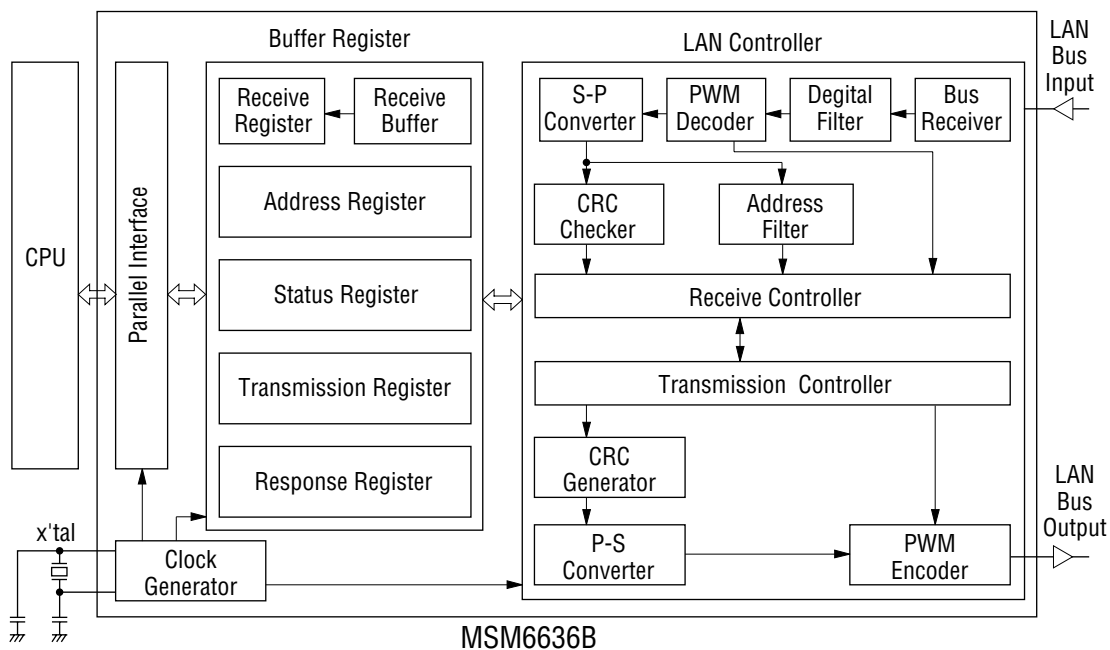 Buffer Register
LAN Controller
LAN
Bus
Input
CPU
Parallel Interface
Receive
Register
Receive
Buffer
S-P
Converter
PWM
Decoder
Degital
Filter
Bus
Receiver
Address Register
CRC
Checker
Address
Filter
Status Register
Receive Controller
Transmission Register
Transmission Controller
Response Register
CRC
Generator
LAN
Bus
Output
x'tal
Clock
Generator
P-S
Converter
PWM
Encoder
MSM6636B